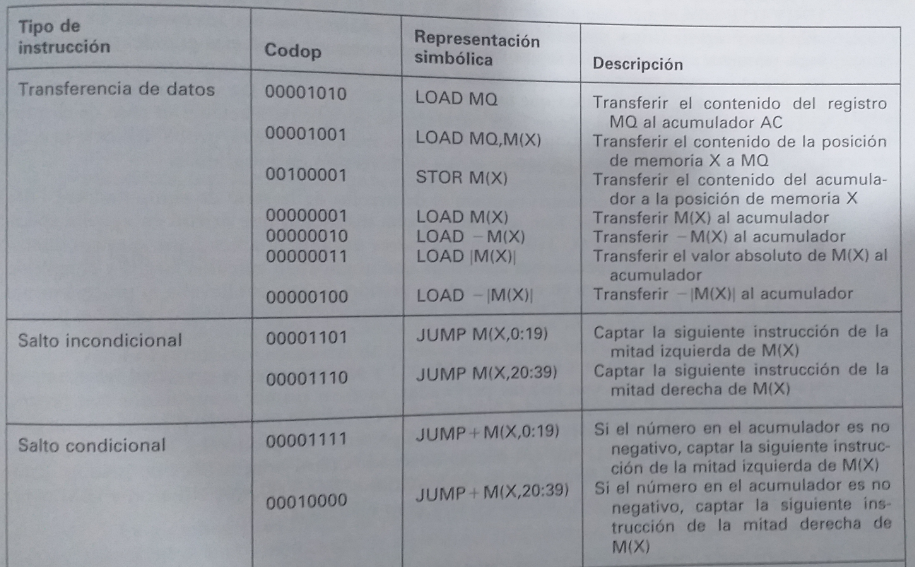 Tipo de
instrucción Codop Representación
simbólica Descripción
Transferencia de datos 00001010 LOAD MQ Transferir el contenido del registro
MQ al acumulador AC
00001001 LOAD MQ,M(X) Transferir el contenido de la posición
de memoria X a MQ
00100001 STOR M(X) Transferir el contenido del acumula-
dor a la posición de memoria X
00000001 LOAD M(X) Transferir M(X) al acumulador
00000010 LOAD −M(X) Transferir −M(X) al acumulador
00000011 LOAD |M(X)| Transferir el valor absoluto de M(X) al
acumulador
00000100 LOAD −|M(X)| Transferir −|M(X)| al acumulador
Salto incondicional 00001101 JUMP M(X,0:19) Captar la siguiente instrucción de la
mitad izquierda de M(X)
00001110 JUMP M(X,20:39) Captar la siguiente instrucción de la
mitad derecha de M(X)
Salto condicional 00001111 JUMP+M(X,0:19) Si el número en el acumulador es no
negativo, captar la siguiente instruc-
ción de la mitad izquierda de M(X)
00010000 JUMP+M(X,20:39) Si el número en el acumulador es no
negativo, captar la siguiente ins-
trucción de la mitad derecha de
M(X)